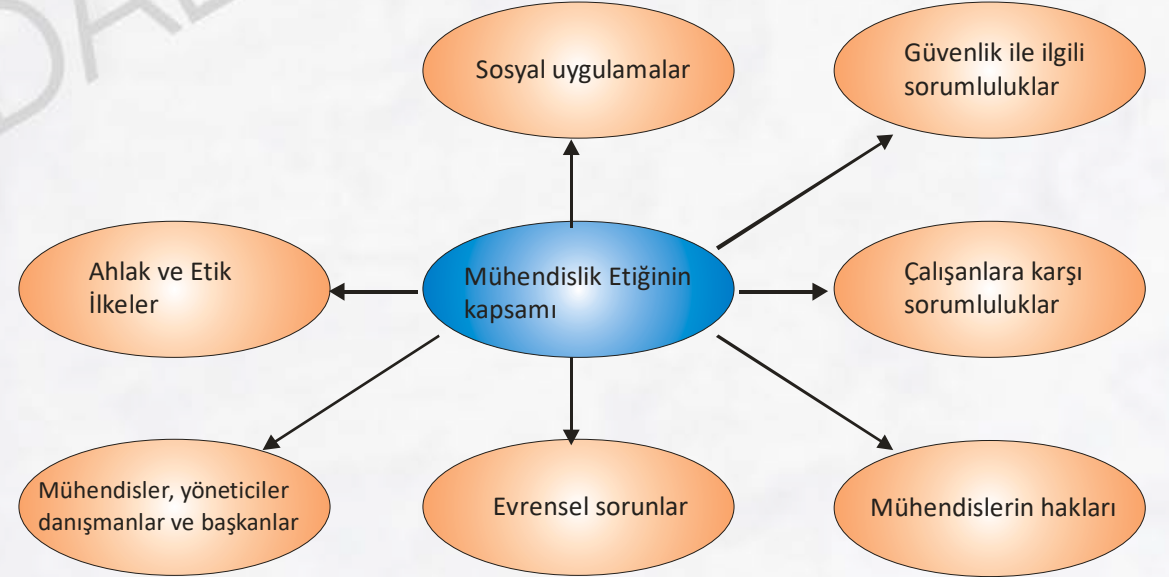 Sosyal uygulamalar
Güvenlik ile ilgili
sorumluluklar
Ahlak ve Etik
İlkeler
Mühendislik Etiğinin
kapsamı
Çalışanlara karşı
sorumluluklar
Mühendisler, yöneticiler
danışmanlar ve başkanlar
Evrensel sorunlar
Mühendislerin hakları